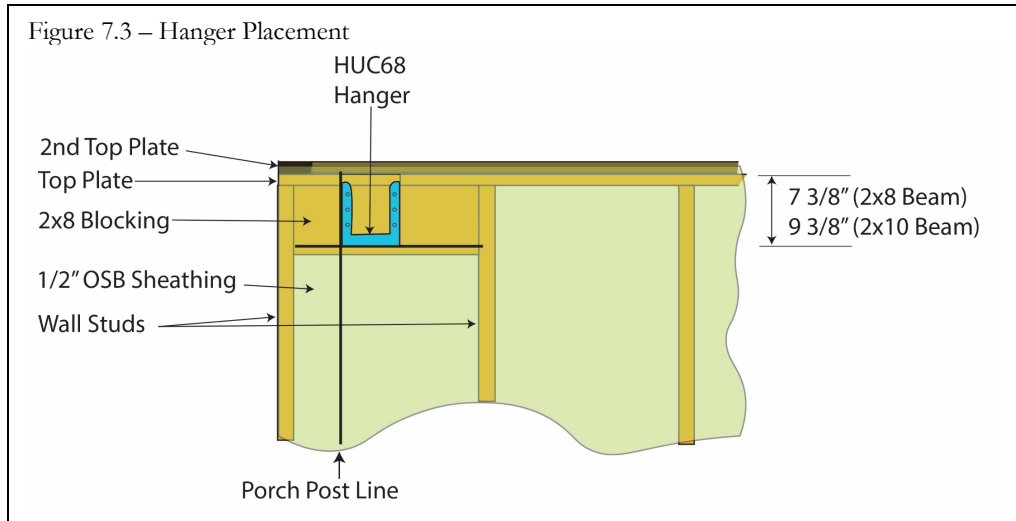 Figure 7.3 – Hanger Placement
HUC68
Hanger
2nd Top Plate
Top Plate
2x8 Blocking
1/2” OSB Sheathing
Wall Studs
7 3/8” (2x8 Beam)
9 3/8” (2x10 Beam)
Porch Post Line